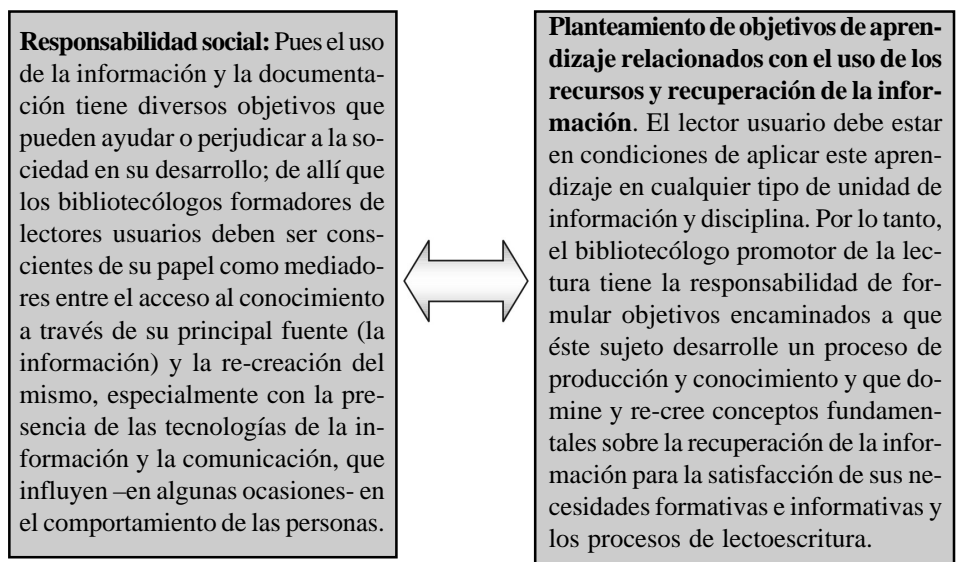 Responsabilidad social: Pues el uso
de la información y la documenta-
ción tiene diversos objetivos que
pueden ayudar o perjudicar a la so-
ciedad en su desarrollo; de allí que
los bibliotecólogos formadores de
lectores usuarios deben ser cons-
cientes de su papel como mediado-
res entre el acceso al conocimiento
a través de su principal fuente (la
información) y la re-creación del
mismo, especialmente con la pre-
sencia de las tecnologías de la in-
formación y la comunicación, que
influyen –en algunas ocasiones- en
el comportamiento de las personas.
Planteamiento de objetivos de apren-
dizaje relacionados con el uso de los
recursos y recuperación de la infor-
mación. El lector usuario debe estar
en condiciones de aplicar este apren-
dizaje en cualquier tipo de unidad de
información y disciplina. Por lo tanto,
el bibliotecólogo promotor de la lec-
tura tiene la responsabilidad de for-
mular objetivos encaminados a que
éste sujeto desarrolle un proceso de
producción y conocimiento y que do-
mine y re-cree conceptos fundamen-
tales sobre la recuperación de la infor-
mación para la satisfacción de sus ne-
cesidades formativas e informativas y
los procesos de lectoescritura.